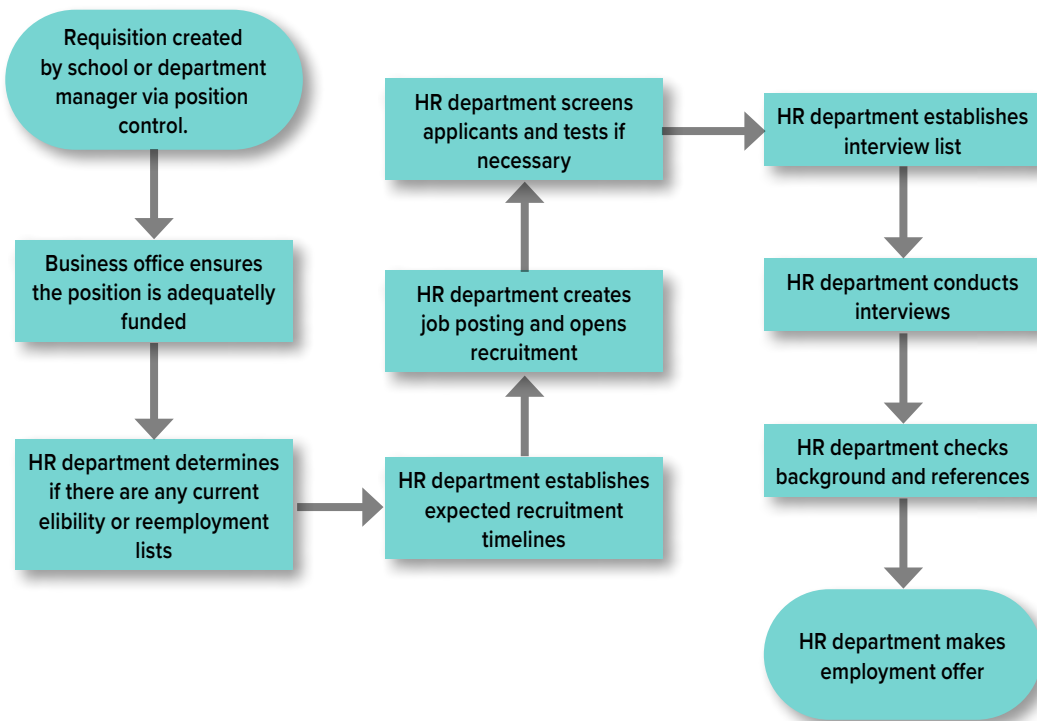 Requisition created
by school or department
manager via position
control.
Business office ensures
the position is adequatelly
funded
HR department determines
if there are any current
elibility or reemployment
lists
HR department establishes
expected recruitment
timelines
HR department creates
job posting and opens
recruitment
HR department screens
applicants and tests if
necessary
HR department establishes
interview list
HR department conducts
interviews
HR department checks
background and references
HR department makes
employment offer